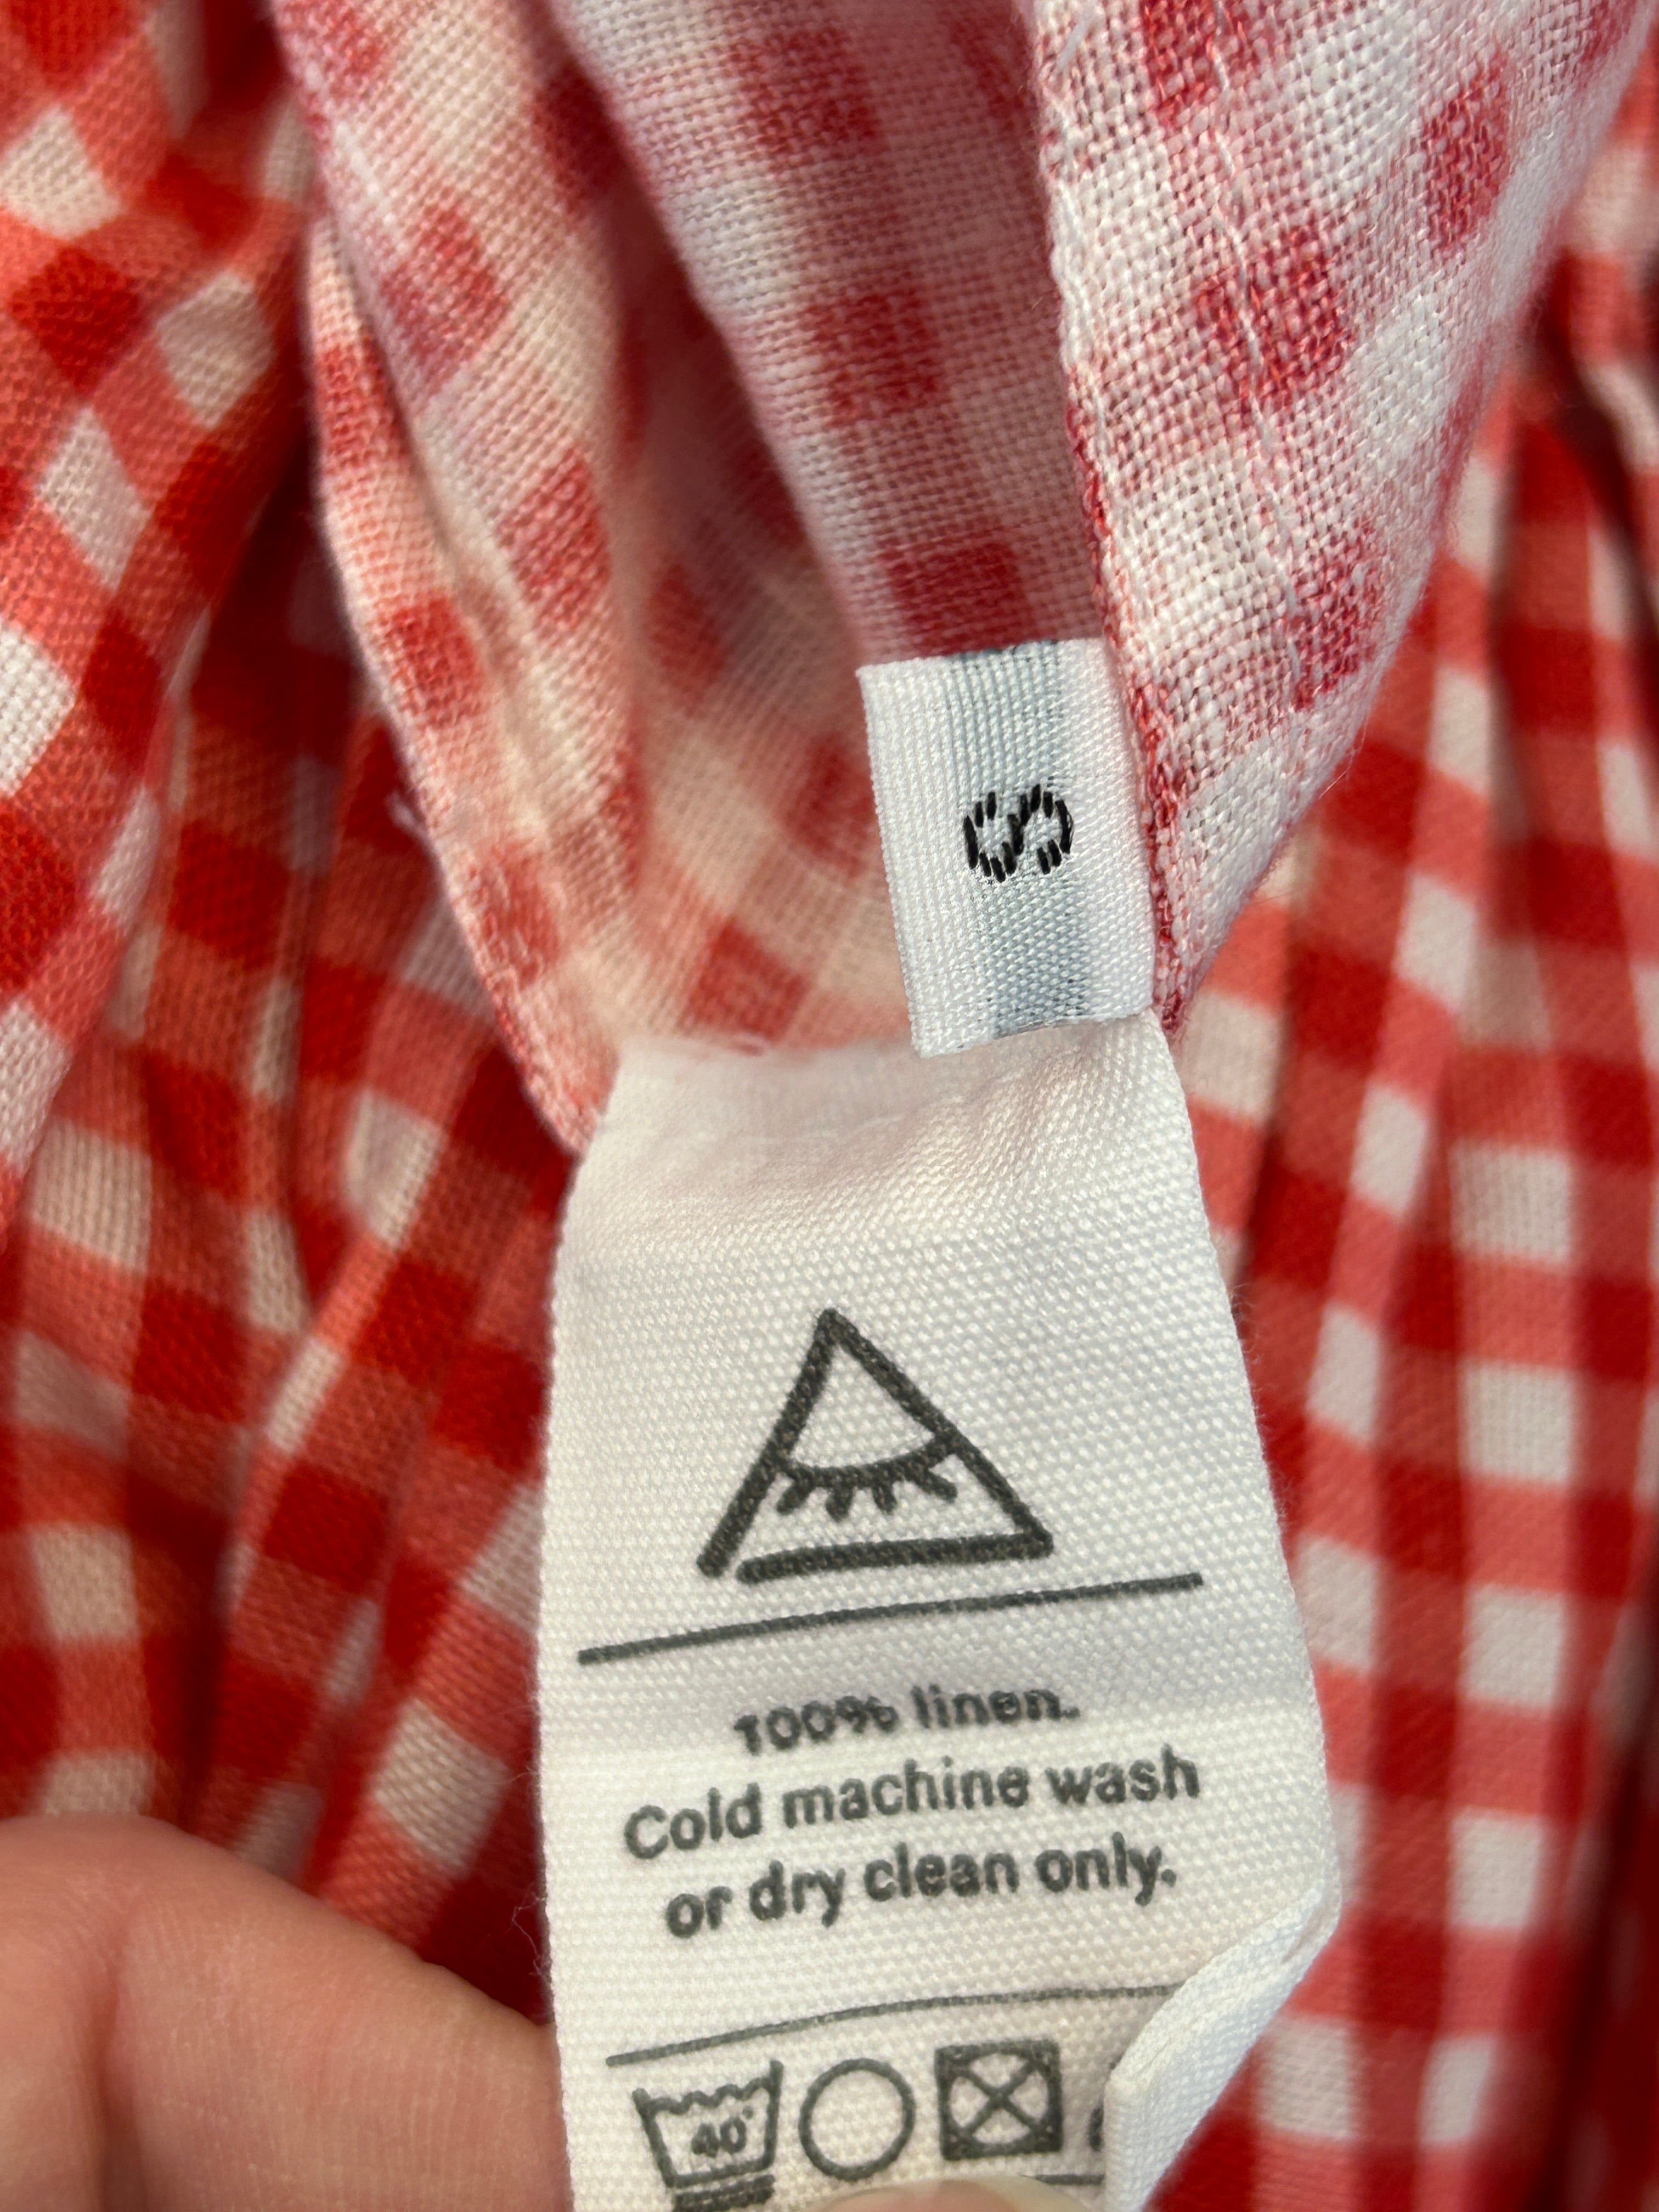 S
100% linen.
Cold machine wash
or dry clean only.
40°